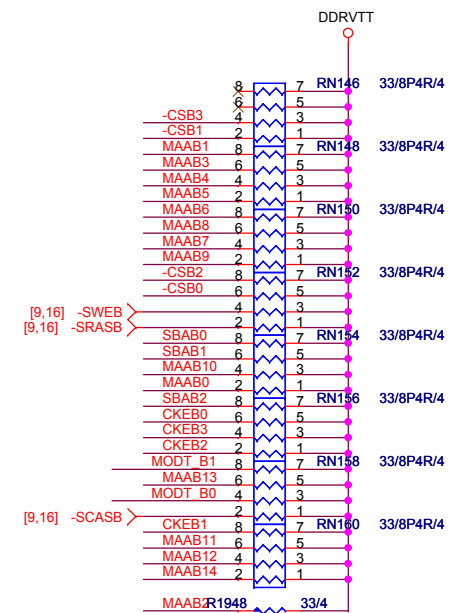 DDRVTT
8 7 RN146 33/8P4R/4
6 5
-CSB3 4 3
-CSB1 2 1
MAAB1 8 7 RN148 33/8P4R/4
MAAB3 6 5
MAAB4 4 3
MAAB5 2 1
MAAB6 8 7 RN150 33/8P4R/4
MAAB8 6 5
MAAB7 4 3
MAAB9 2 1
-CSB2 8 7 RN152 33/8P4R/4
-CSB0 6 5
[9,16] -SWEB 4 3
[9,16] -SRASB 2 1
SBAB0 8 7 RN154 33/8P4R/4
SBAB1 6 5
MAAB10 4 3
MAAB0 2 1
SBAB2 8 7 RN156 33/8P4R/4
CKEB0 6 5
CKEB3 4 3
CKEB2 2 1
MODT_B1 8 7 RN158 33/8P4R/4
MAAB13 6 5
MODT_B0 4 3
[9,16] -SCASB 2 1
CKEB1 8 7 RN160 33/8P4R/4
MAAB11 6 5
MAAB12 4 3
MAAB14 2 1
MAAB2 R1948 33/4